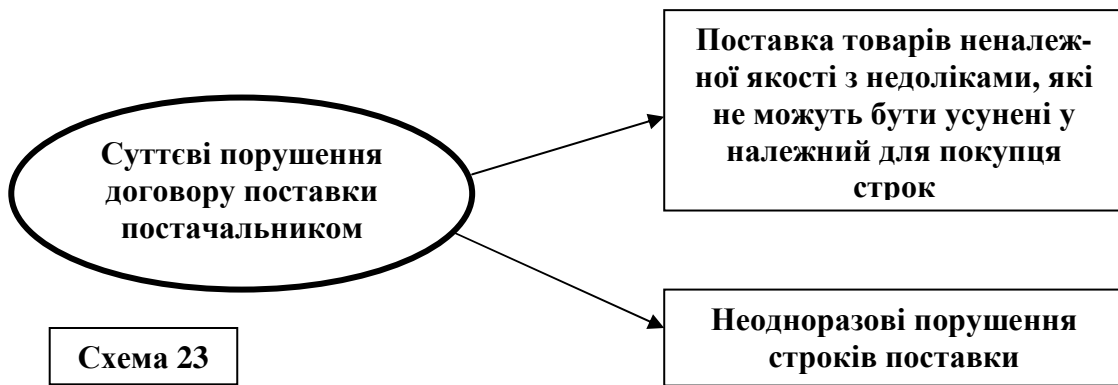 Поставка товарів неналеж-
ної якості з недоліками, які
не можуть бути усунені у
належний для покупця
строк
Суттєві порушення
договору поставки
постачальником
Неодноразові порушення
строків поставки
Схема 23